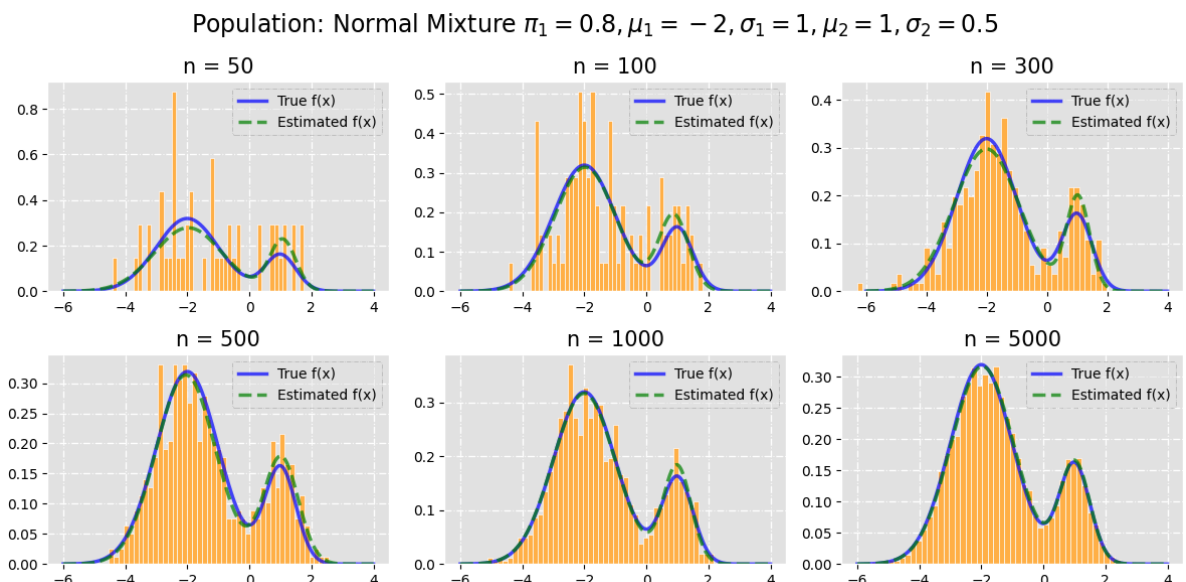 Population: Normal Mixture π₁ = 0.8, μ₁ = −2, σ₁ = 1, μ₂ = 1, σ₂ = 0.5
n = 50
0.8
0.6
0.4
0.2
0.0
−6 −4 −2 0 2 4
True f(x)
Estimated f(x)
n = 100
0.5
0.4
0.3
0.2
0.1
0.0
−6 −4 −2 0 2 4
True f(x)
Estimated f(x)
n = 300
0.4
0.3
0.2
0.1
0.0
−6 −4 −2 0 2 4
True f(x)
Estimated f(x)
n = 500
0.30
0.25
0.20
0.15
0.10
0.05
0.00
−6 −4 −2 0 2 4
True f(x)
Estimated f(x)
n = 1000
0.3
0.2
0.1
0.0
−6 −4 −2 0 2 4
True f(x)
Estimated f(x)
n = 5000
0.30
0.25
0.20
0.15
0.10
0.05
0.00
−6 −4 −2 0 2 4
True f(x)
Estimated f(x)